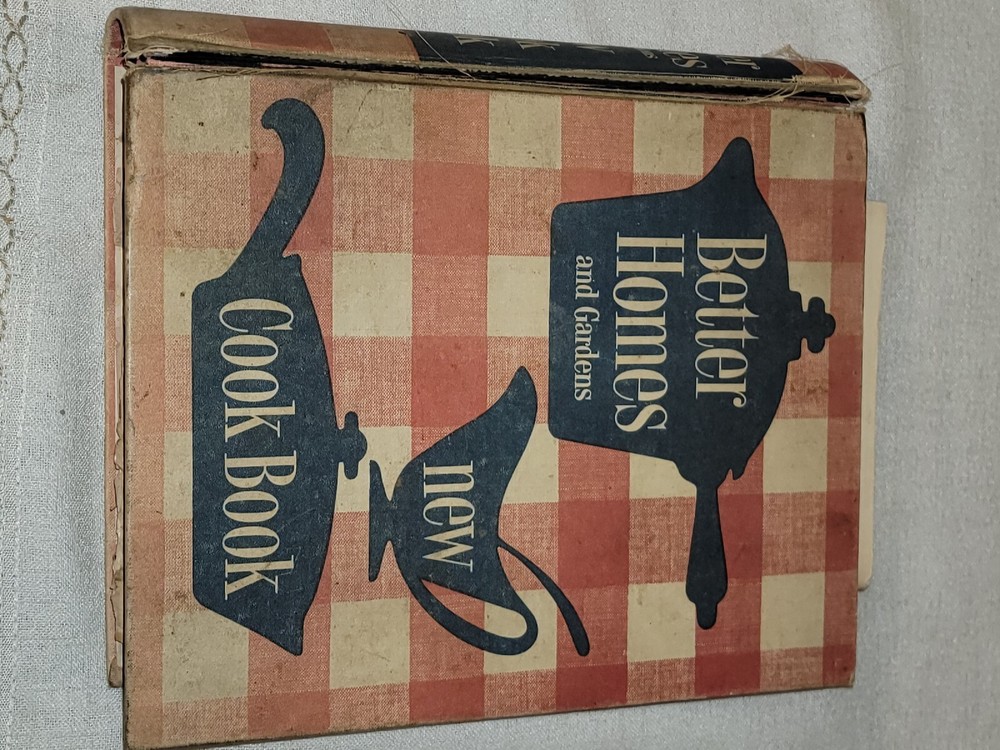 Better
Homes
and Gardens
new
Cook Book